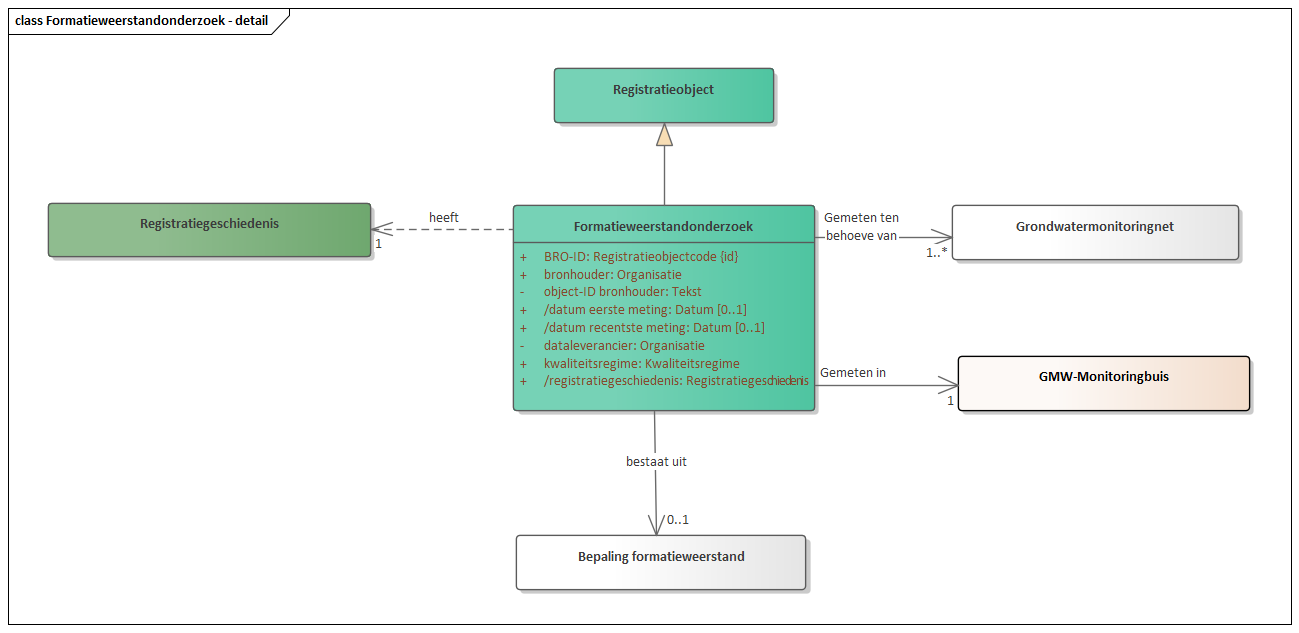 class Formatieweerstandonderzoek - detail
Registratieobject
Registratiegeschiedenis
heeft
1
Formatieweerstandonderzoek
+ BRO-ID: Registratieobjectcode {id}
+ bronhouder: Organisatie
- object-ID bronhouder: Tekst
+ /datum eerste meting: Datum [0..1]
+ /datum recentste meting: Datum [0..1]
- dataleverancier: Organisatie
+ kwaliteitsregime: Kwaliteitsregime
+ /registratiegeschiedenis: Registratiegeschiedenis
Gemeten ten
behoeve van
1..*
Grondwatermonitoringnet
Gemeten in
1
GMW-Monitoringbuis
bestaat uit
0..1
Bepaling formatieweerstand